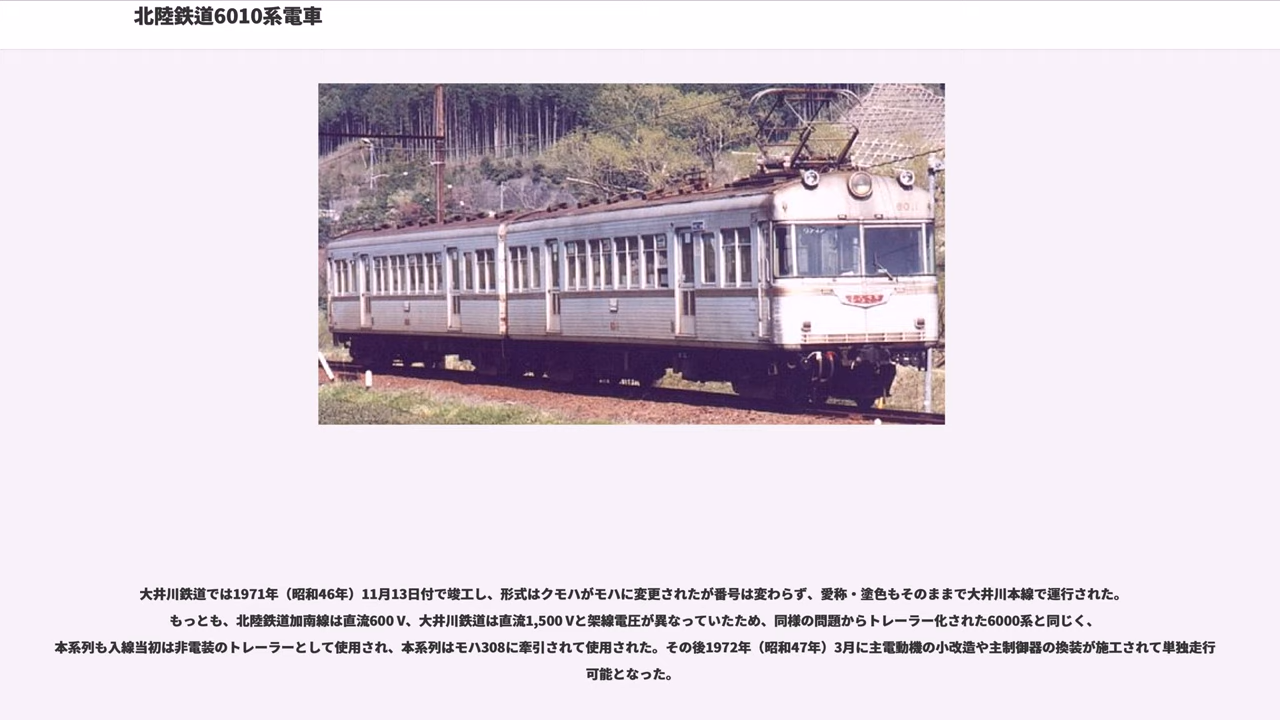 北陸鉄道6010系電車
大井川鉄道では1971年（昭和46年）11月13日付で竣工し、形式はクモハがモハに変更されたが番号は変わらず、愛称・塗色もそのままで大井川本線で運行された。
もっとも、北陸鉄道加南線は直流600 V、大井川鉄道は直流1,500 Vと架線電圧が異なっていたため、同様の問題からトレーラー化された6000系と同じく、
本系列も入線当初は非電装のトレーラーとして使用され、本系列はモハ308に牽引されて使用された。その後1972年（昭和47年）3月に主電動機の小改造や主制御器の換装が施工されて単独走行
可能となった。